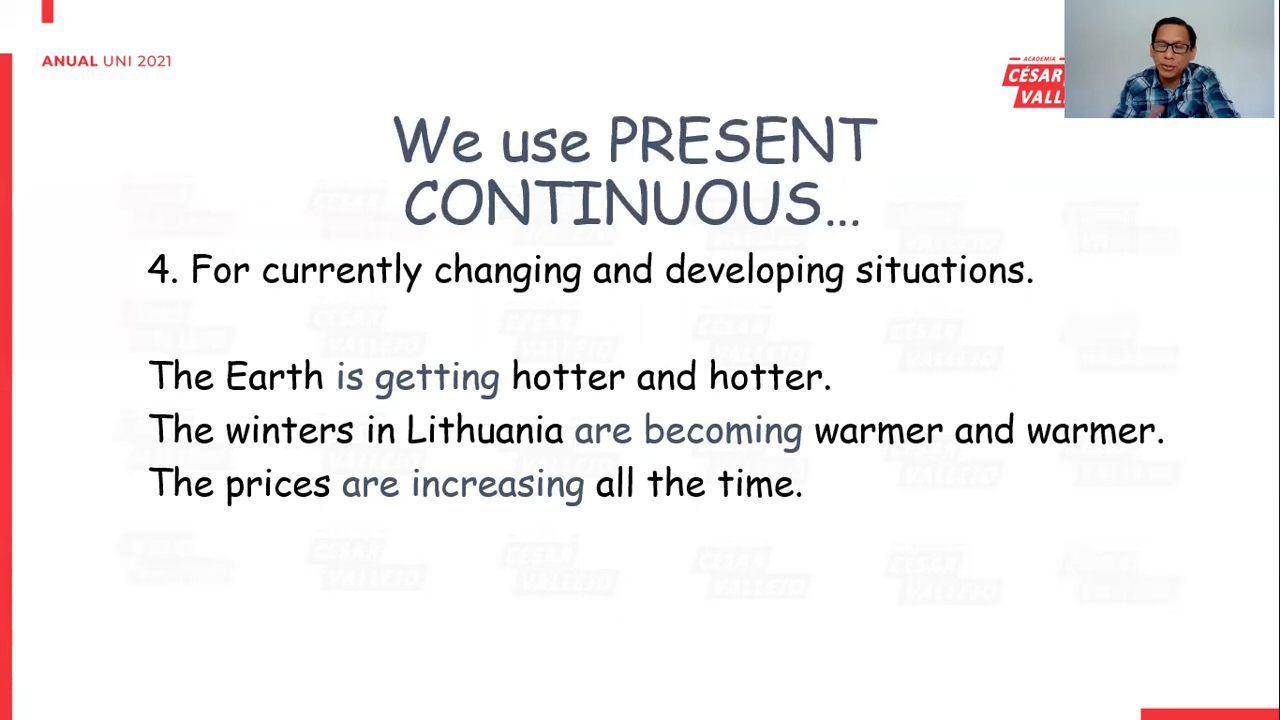 ANUAL UNI 2021
ACADEMIA
CÉSAR
VALL
We use PRESENT
CONTINUOUS...
4. For currently changing and developing situations.
The Earth is getting hotter and hotter.
The winters in Lithuania are becoming warmer and warmer.
The prices are increasing all the time.